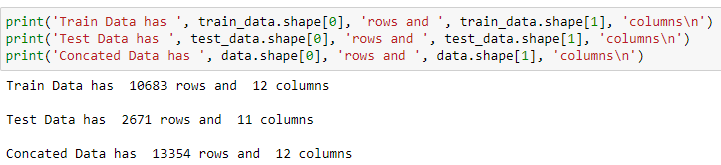 print('Train Data has ', train_data.shape[0], 'rows and ', train_data.shape[1], 'columns\n')
print('Test Data has ', test_data.shape[0], 'rows and ', test_data.shape[1], 'columns\n')
print('Concated Data has ', data.shape[0], 'rows and ', data.shape[1], 'columns\n')
Train Data has  10683 rows and  12 columns
Test Data has  2671 rows and  11 columns
Concated Data has  13354 rows and  12 columns